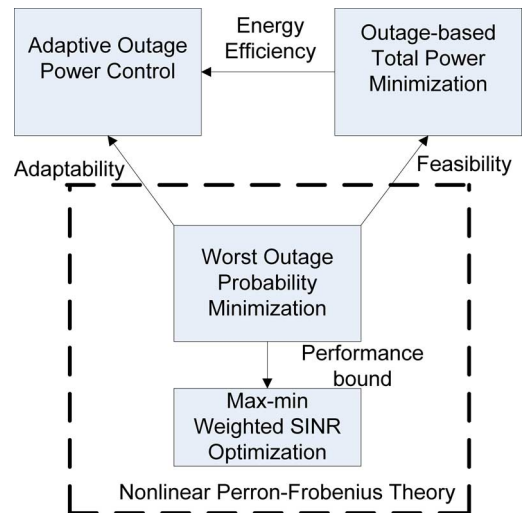 Adaptive Outage
Power Control
Energy
Efficiency
Outage-based
Total Power
Minimization
Adaptability
Feasibility
Worst Outage
Probability
Minimization
Performance
bound
Max-min
Weighted SINR
Optimization
Nonlinear Perron-Frobenius Theory